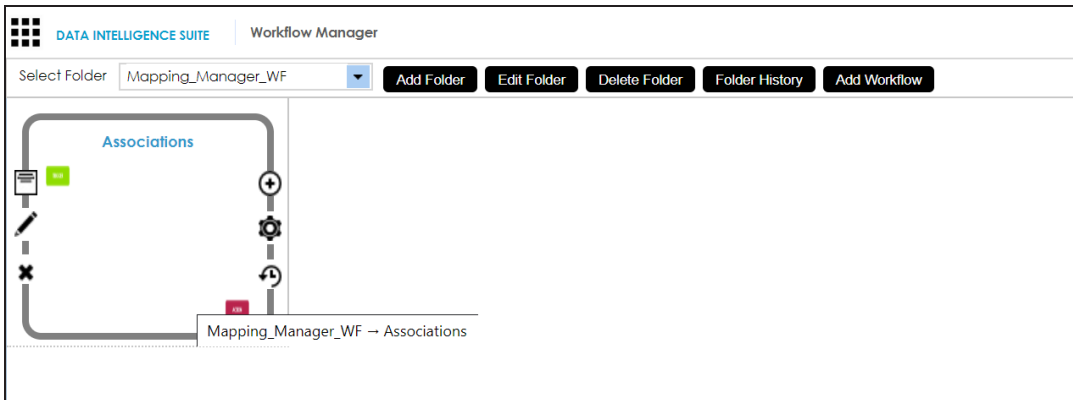 DATA INTELLIGENCE SUITE Workflow Manager
Select Folder Mapping_Manager_WF Add Folder Edit Folder Delete Folder Folder History Add Workflow
Associations
Mapping_Manager_WF → Associations